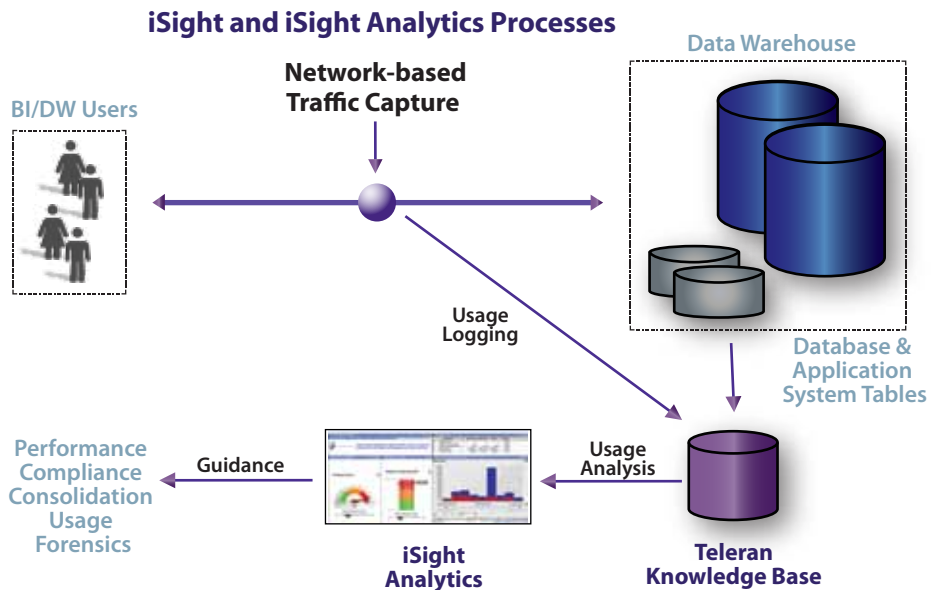 iSight and iSight Analytics Processes
Network-based
Traffic Capture
BI/DW Users
Data Warehouse
Usage
Logging
Database &
Application
System Tables
Performance
Compliance
Consolidation
Usage
Forensics
Guidance
Usage
Analysis
iSight
Analytics
Teleran
Knowledge Base